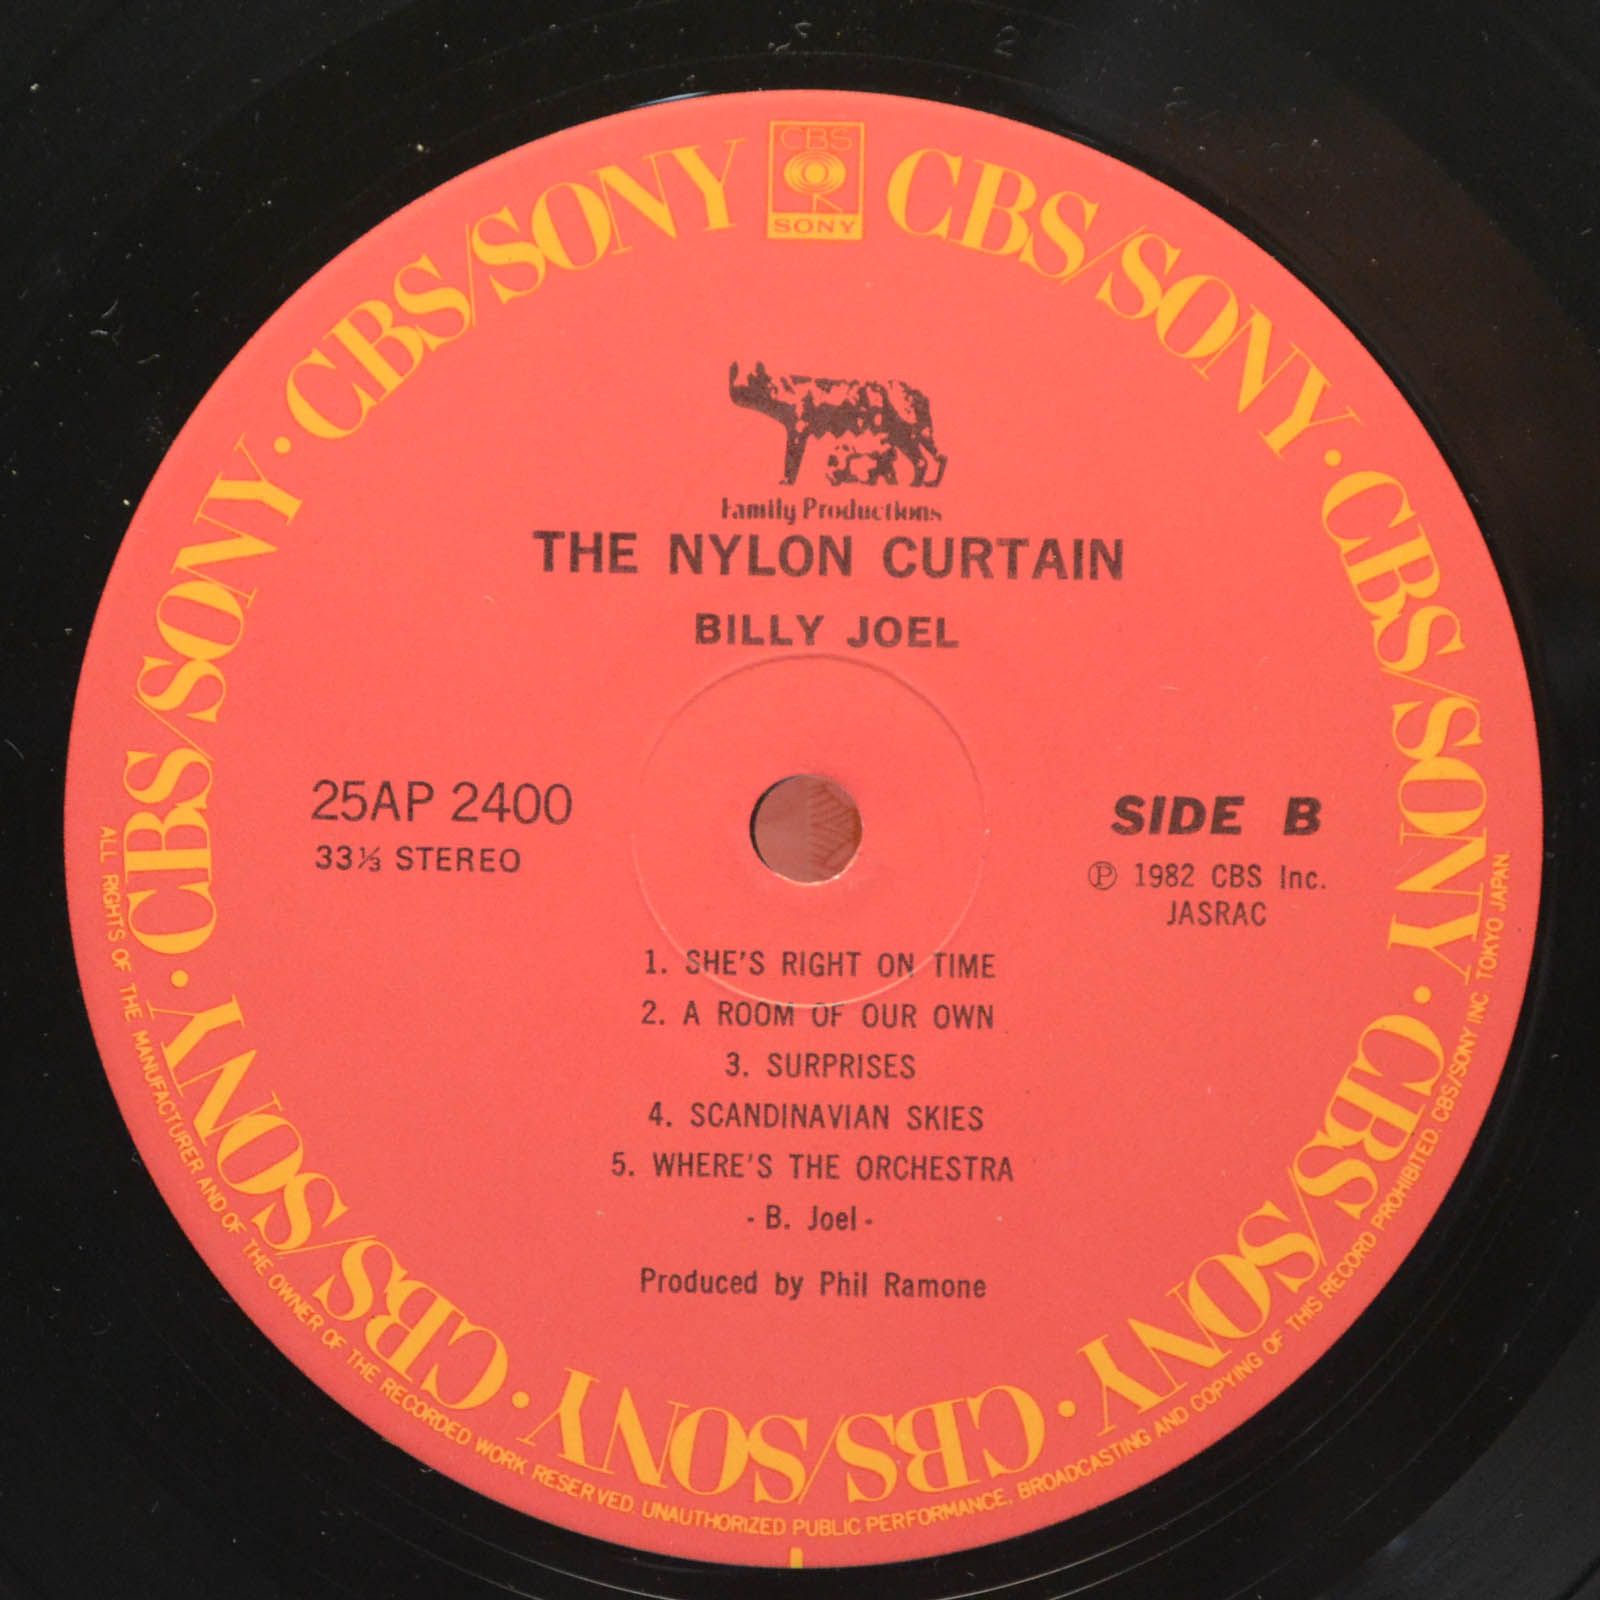 CBS
SONY
CBS/SONY · CBS/SONY · CBS/SONY · CBS/SONY · CBS/SONY · CBS/SONY · CBS/SONY · CBS/SONY
Family Productions
THE NYLON CURTAIN
BILLY JOEL
25AP 2400
33⅓ STEREO
SIDE B
Ⓟ 1982 CBS Inc.
JASRAC
1. SHE'S RIGHT ON TIME
2. A ROOM OF OUR OWN
3. SURPRISES
4. SCANDINAVIAN SKIES
5. WHERE'S THE ORCHESTRA
- B. Joel -
Produced by Phil Ramone
ALL RIGHTS OF THE MANUFACTURER AND OF THE OWNER OF THE RECORDED WORK RESERVED. UNAUTHORIZED PUBLIC PERFORMANCE, BROADCASTING AND COPYING OF THIS RECORD PROHIBITED. CBS/SONY INC. TOKYO JAPAN.